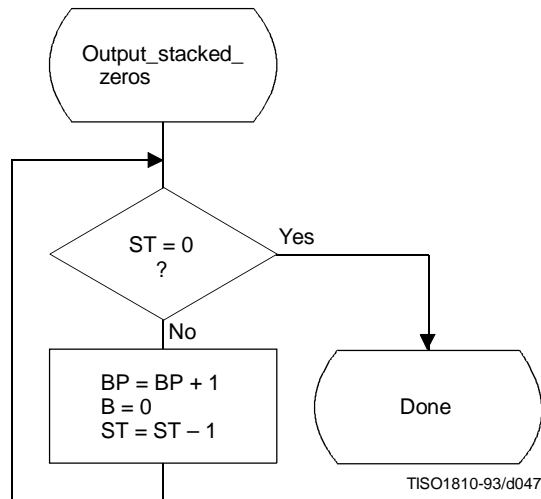 Output_stacked_
zeros
ST = 0
?
Yes
No
BP = BP + 1
B = 0
ST = ST – 1
Done
TISO1810-93/d047